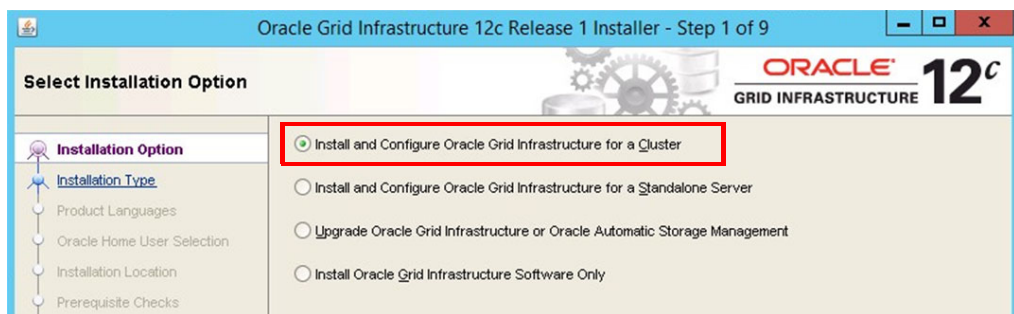 Oracle Grid Infrastructure 12c Release 1 Installer - Step 1 of 9
Select Installation Option
ORACLE
GRID INFRASTRUCTURE
12c
Installation Option
Installation Type
Product Languages
Oracle Home User Selection
Installation Location
Prerequisite Checks
Install and Configure Oracle Grid Infrastructure for a Cluster
Install and Configure Oracle Grid Infrastructure for a Standalone Server
Upgrade Oracle Grid Infrastructure or Oracle Automatic Storage Management
Install Oracle Grid Infrastructure Software Only